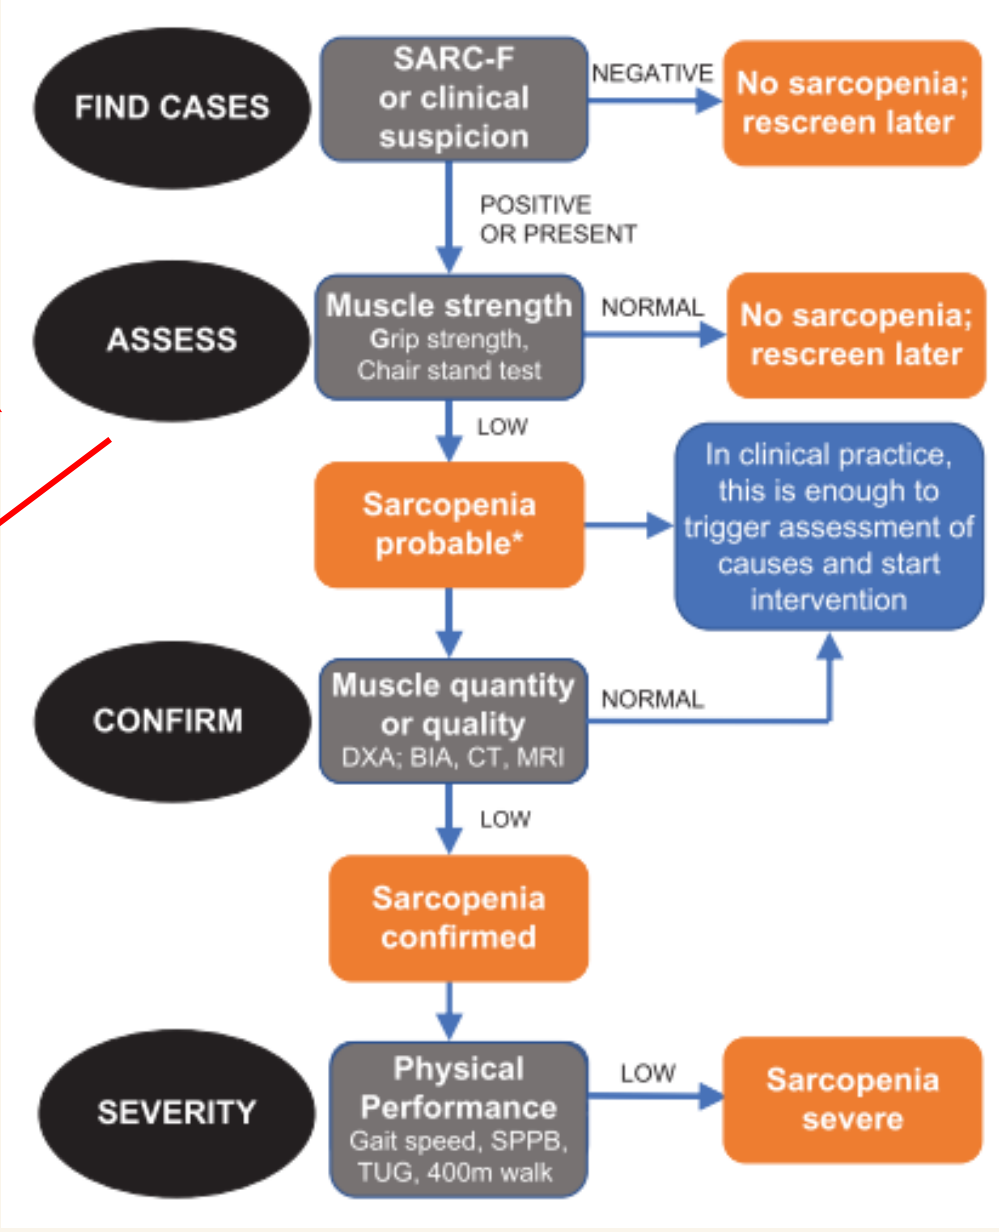 FIND CASES
SARC-F
or clinical
suspicion
NEGATIVE
No sarcopenia;
rescreen later
POSITIVE
OR PRESENT
ASSESS
Muscle strength
Grip strength,
Chair stand test
NORMAL
No sarcopenia;
rescreen later
LOW
Sarcopenia
probable*
In clinical practice,
this is enough to
trigger assessment of
causes and start
intervention
CONFIRM
Muscle quantity
or quality
DXA; BIA, CT, MRI
NORMAL
LOW
Sarcopenia
confirmed
SEVERITY
Physical
Performance
Gait speed, SPPB,
TUG, 400m walk
LOW
Sarcopenia
severe